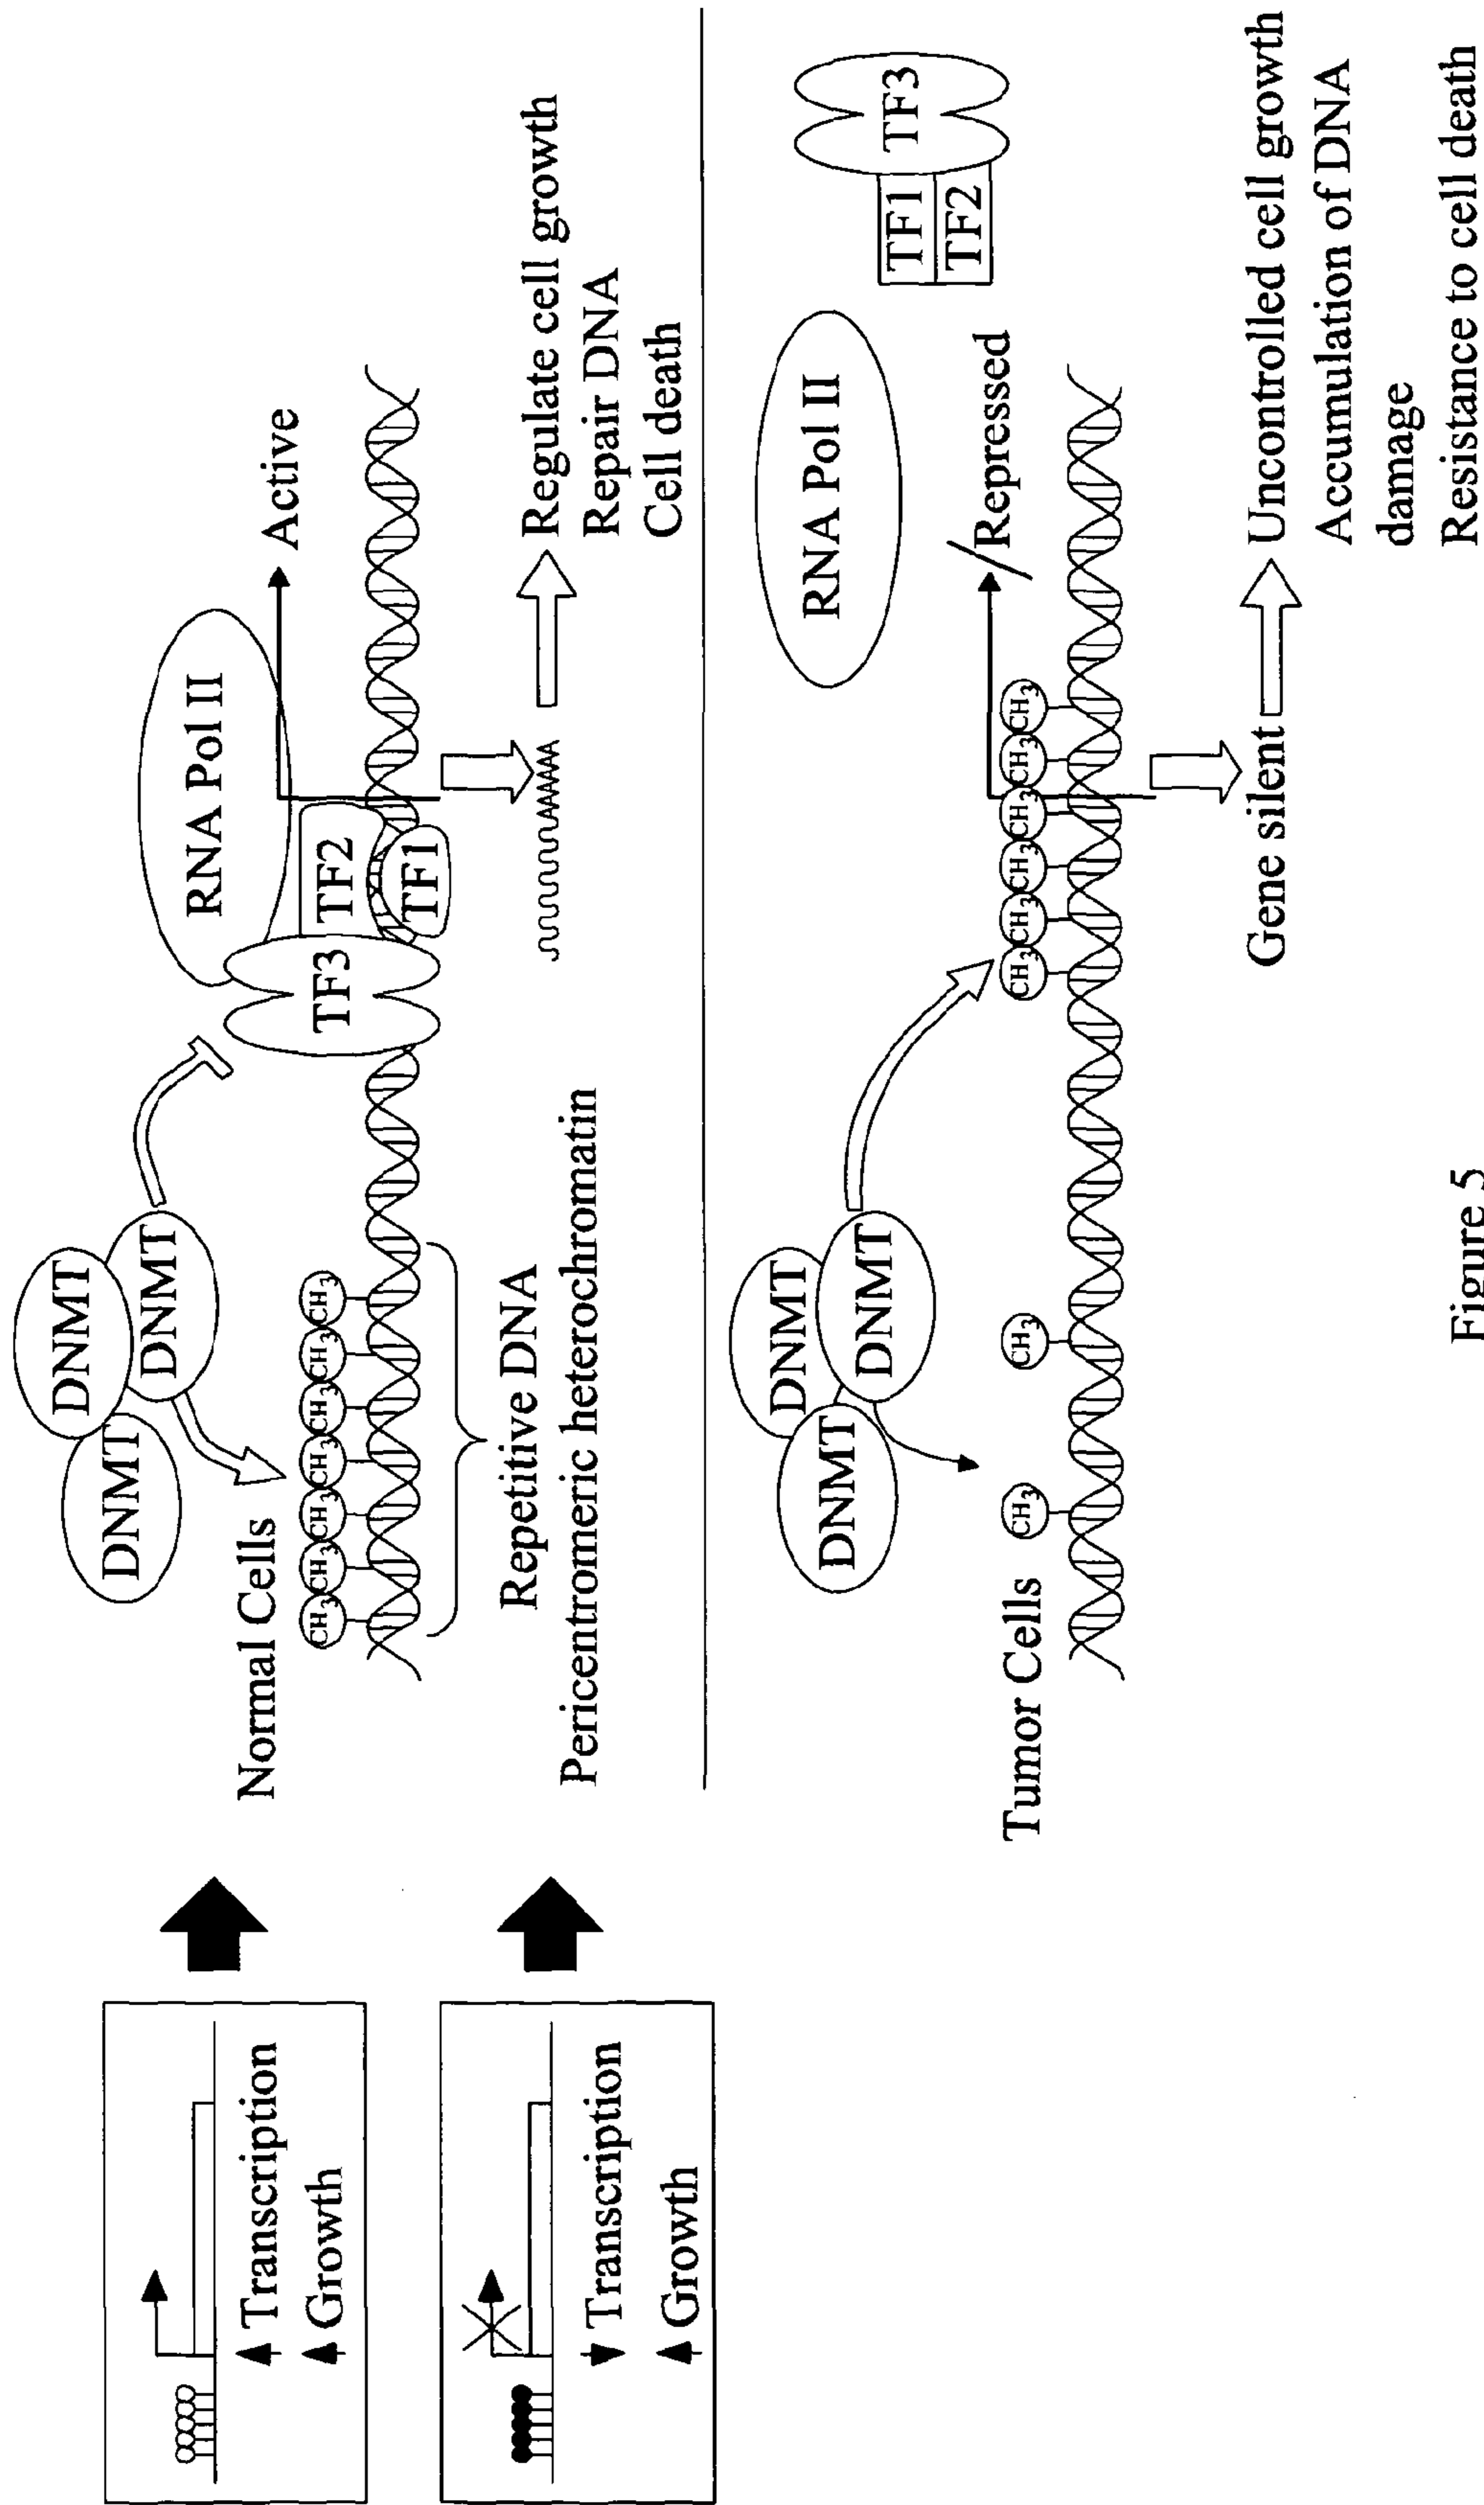 Transcription
Growth
Transcription
Growth
Normal Cells
DNMT
DNMT
DNMT
CH3 CH3 CH3 CH3 CH3 CH3 CH3
Repetitive DNA
Pericentromeric heterochromatin
RNA Pol II
TF3
TF2
TF1
Active
Regulate cell growth
Repair DNA
Cell death
Tumor Cells
DNMT
DNMT
DNMT
CH3
CH3
CH3 CH3 CH3 CH3 CH3 CH3
RNA Pol II
Repressed
TF1
TF2
TF3
Gene silent
Uncontrolled cell growth
Accumulation of DNA
damage
Resistance to cell death
Figure 5